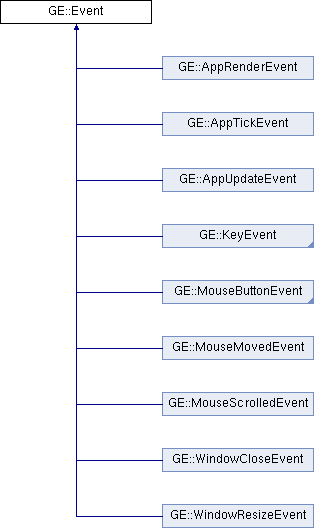 GE::Event
GE::AppRenderEvent
GE::AppTickEvent
GE::AppUpdateEvent
GE::KeyEvent
GE::MouseButtonEvent
GE::MouseMovedEvent
GE::MouseScrolledEvent
GE::WindowCloseEvent
GE::WindowResizeEvent